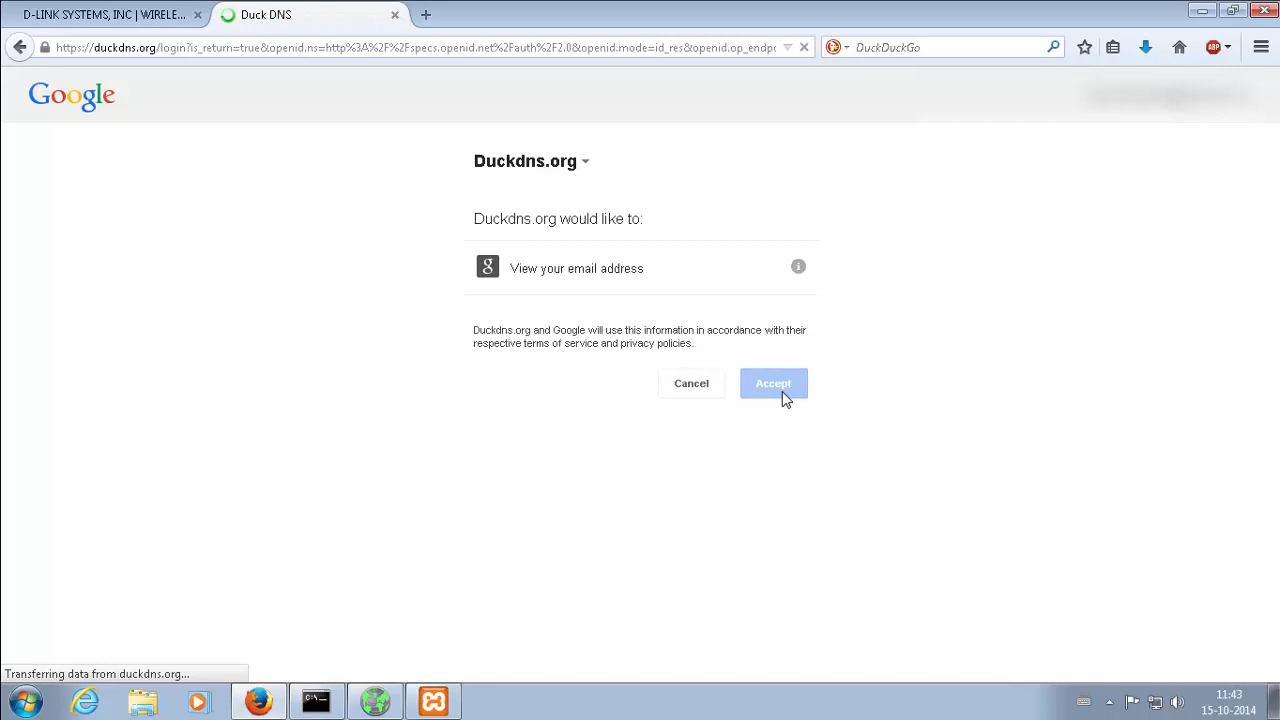 D-LINK SYSTEMS, INC | WIRELE...
Duck DNS
https://duckdns.org/login?is_return=true&openid.ns=http%3A%2F%2Fspecs.openid.net%2Fauth%2F2.0&openid.mode=id_res&openid.op_endpc
DuckDuckGo
ABP
Google
Duckdns.org
Duckdns.org would like to:
g View your email address i
Duckdns.org and Google will use this information in accordance with their
respective terms of service and privacy policies.
Cancel Accept
Transferring data from duckdns.org...
C:\
11:43
15-10-2014